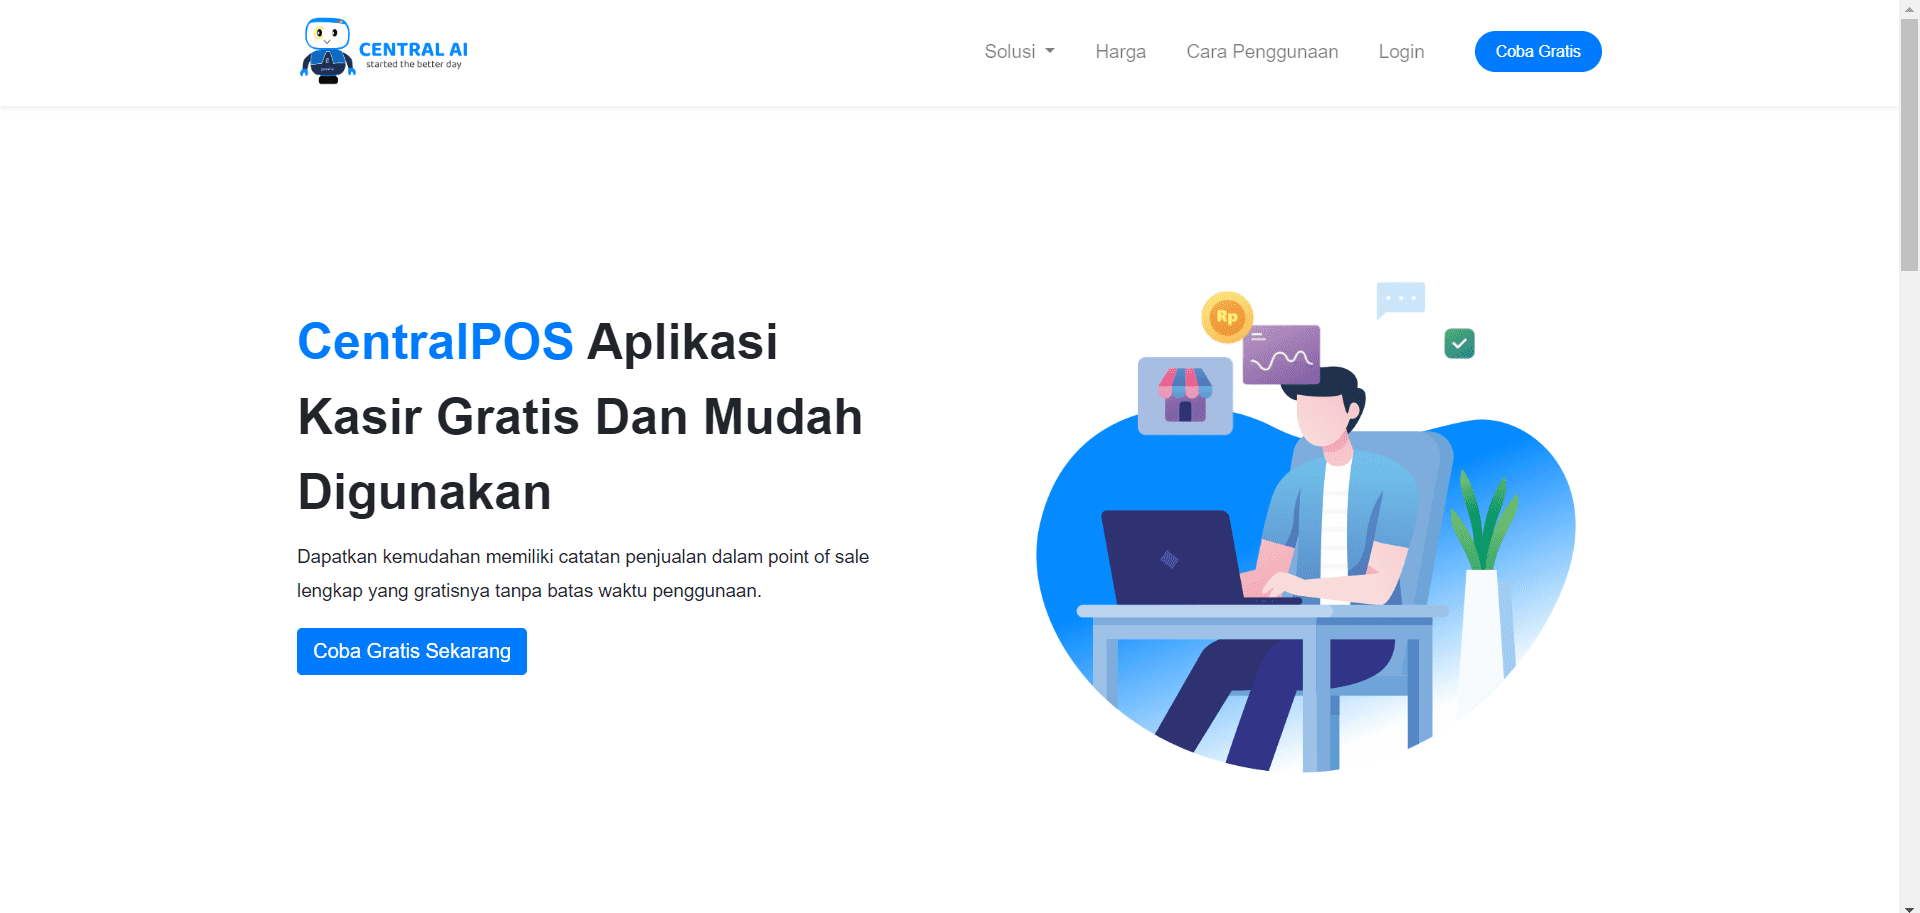 CENTRAL AI
started the better day
Solusi
Harga
Cara Penggunaan
Login
Coba Gratis
CentralPOS Aplikasi
Kasir Gratis Dan Mudah
Digunakan
Dapatkan kemudahan memiliki catatan penjualan dalam point of sale
lengkap yang gratisnya tanpa batas waktu penggunaan.
Coba Gratis Sekarang
Rp